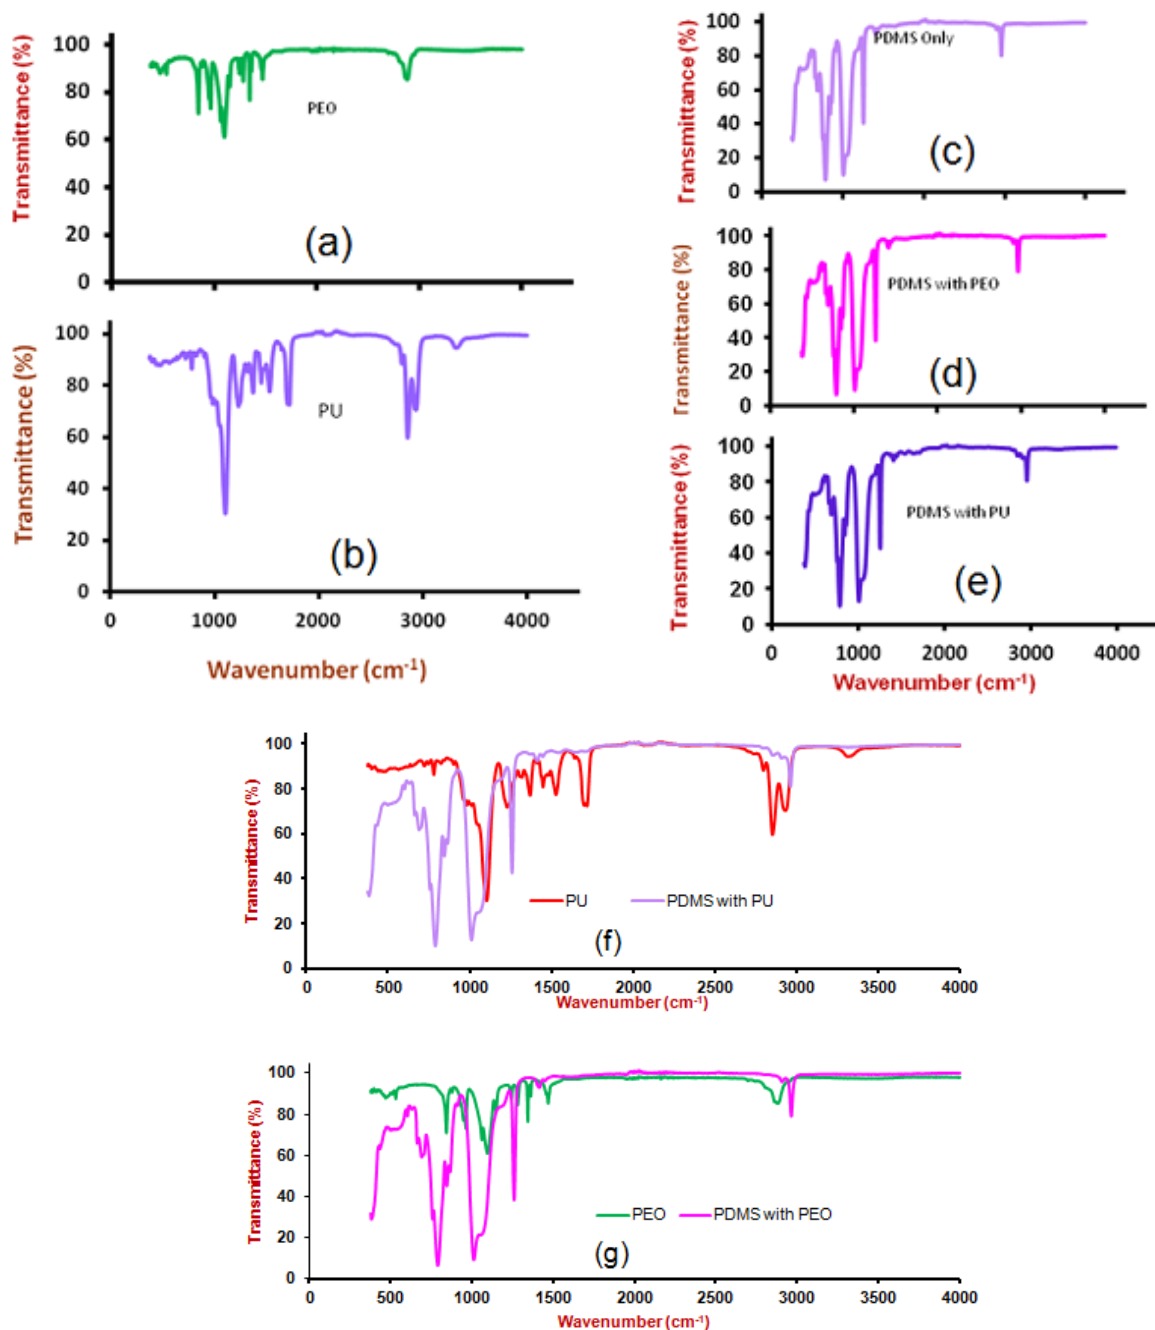 Transmittance (%)
100
80
60
40
20
0
PEO
(a)
Transmittance (%)
100
80
60
40
20
0
PU
(b)
0 1000 2000 3000 4000
Wavenumber (cm⁻¹)
Transmittance (%)
100
80
60
40
20
0
PDMS Only
(c)
Transmittance (%)
100
80
60
40
20
0
PDMS with PEO
(d)
Transmittance (%)
100
80
60
40
20
0
PDMS with PU
(e)
0 1000 2000 3000 4000
Wavenumber (cm⁻¹)
Transmittance (%)
100
80
60
40
20
0
PU PDMS with PU
(f)
0 500 1000 1500 2000 2500 3000 3500 4000
Wavenumber (cm⁻¹)
Transmittance (%)
100
80
60
40
20
0
PEO PDMS with PEO
(g)
0 500 1000 1500 2000 2500 3000 3500 4000
Wavenumber (cm⁻¹)